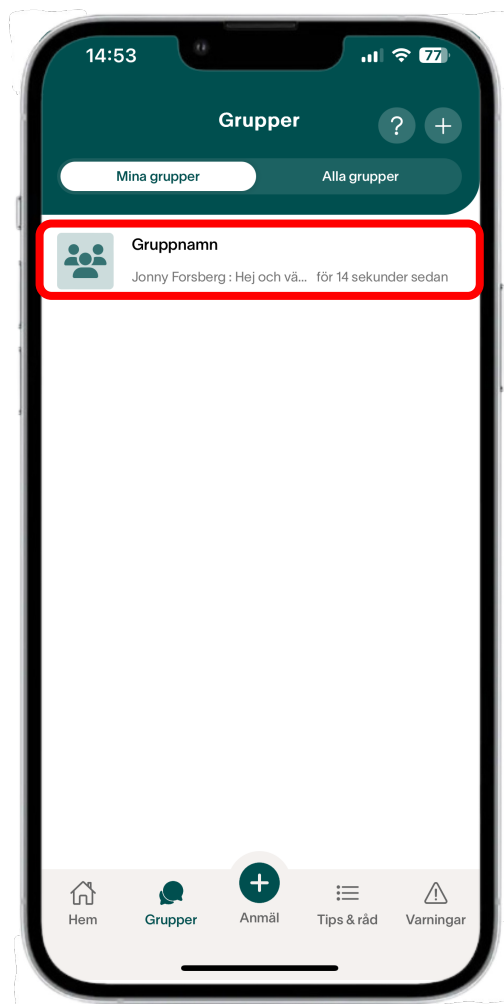 14:53
77
Grupper
?
+
Mina grupper
Alla grupper
Gruppnamn
Jonny Forsberg : Hej och vä... för 14 sekunder sedan
+
Hem
Grupper
Anmäl
Tips & råd
Varningar